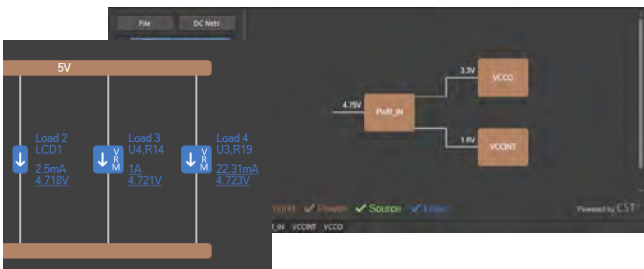 File
DC Nets
5V
Load 2
LCD1
2.5mA
4.718V
VRM
Load 3
U4,R14
1A
4.721V
VRM
Load 4
U3,R19
22.31mA
4.723V
4.75V
PWR_IN
3.3V
VCCO
1.8V
VCCINT
Power
Source
Powered by CST
VCCINT VCCO